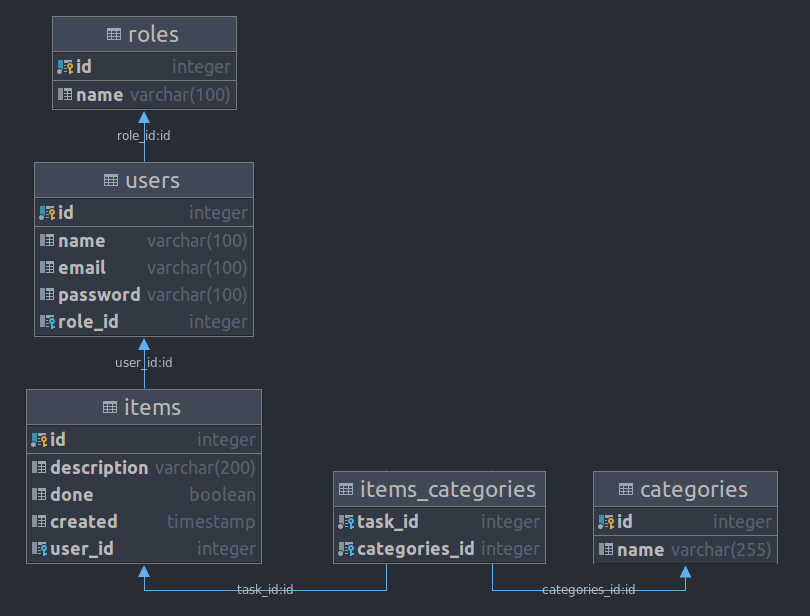 roles
id integer
name varchar(100)
role_id:id
users
id integer
name varchar(100)
email varchar(100)
password varchar(100)
role_id integer
user_id:id
items
id integer
description varchar(200)
done boolean
created timestamp
user_id integer
items_categories
task_id integer
categories_id integer
categories
id integer
name varchar(255)
task_id:id
categories_id:id